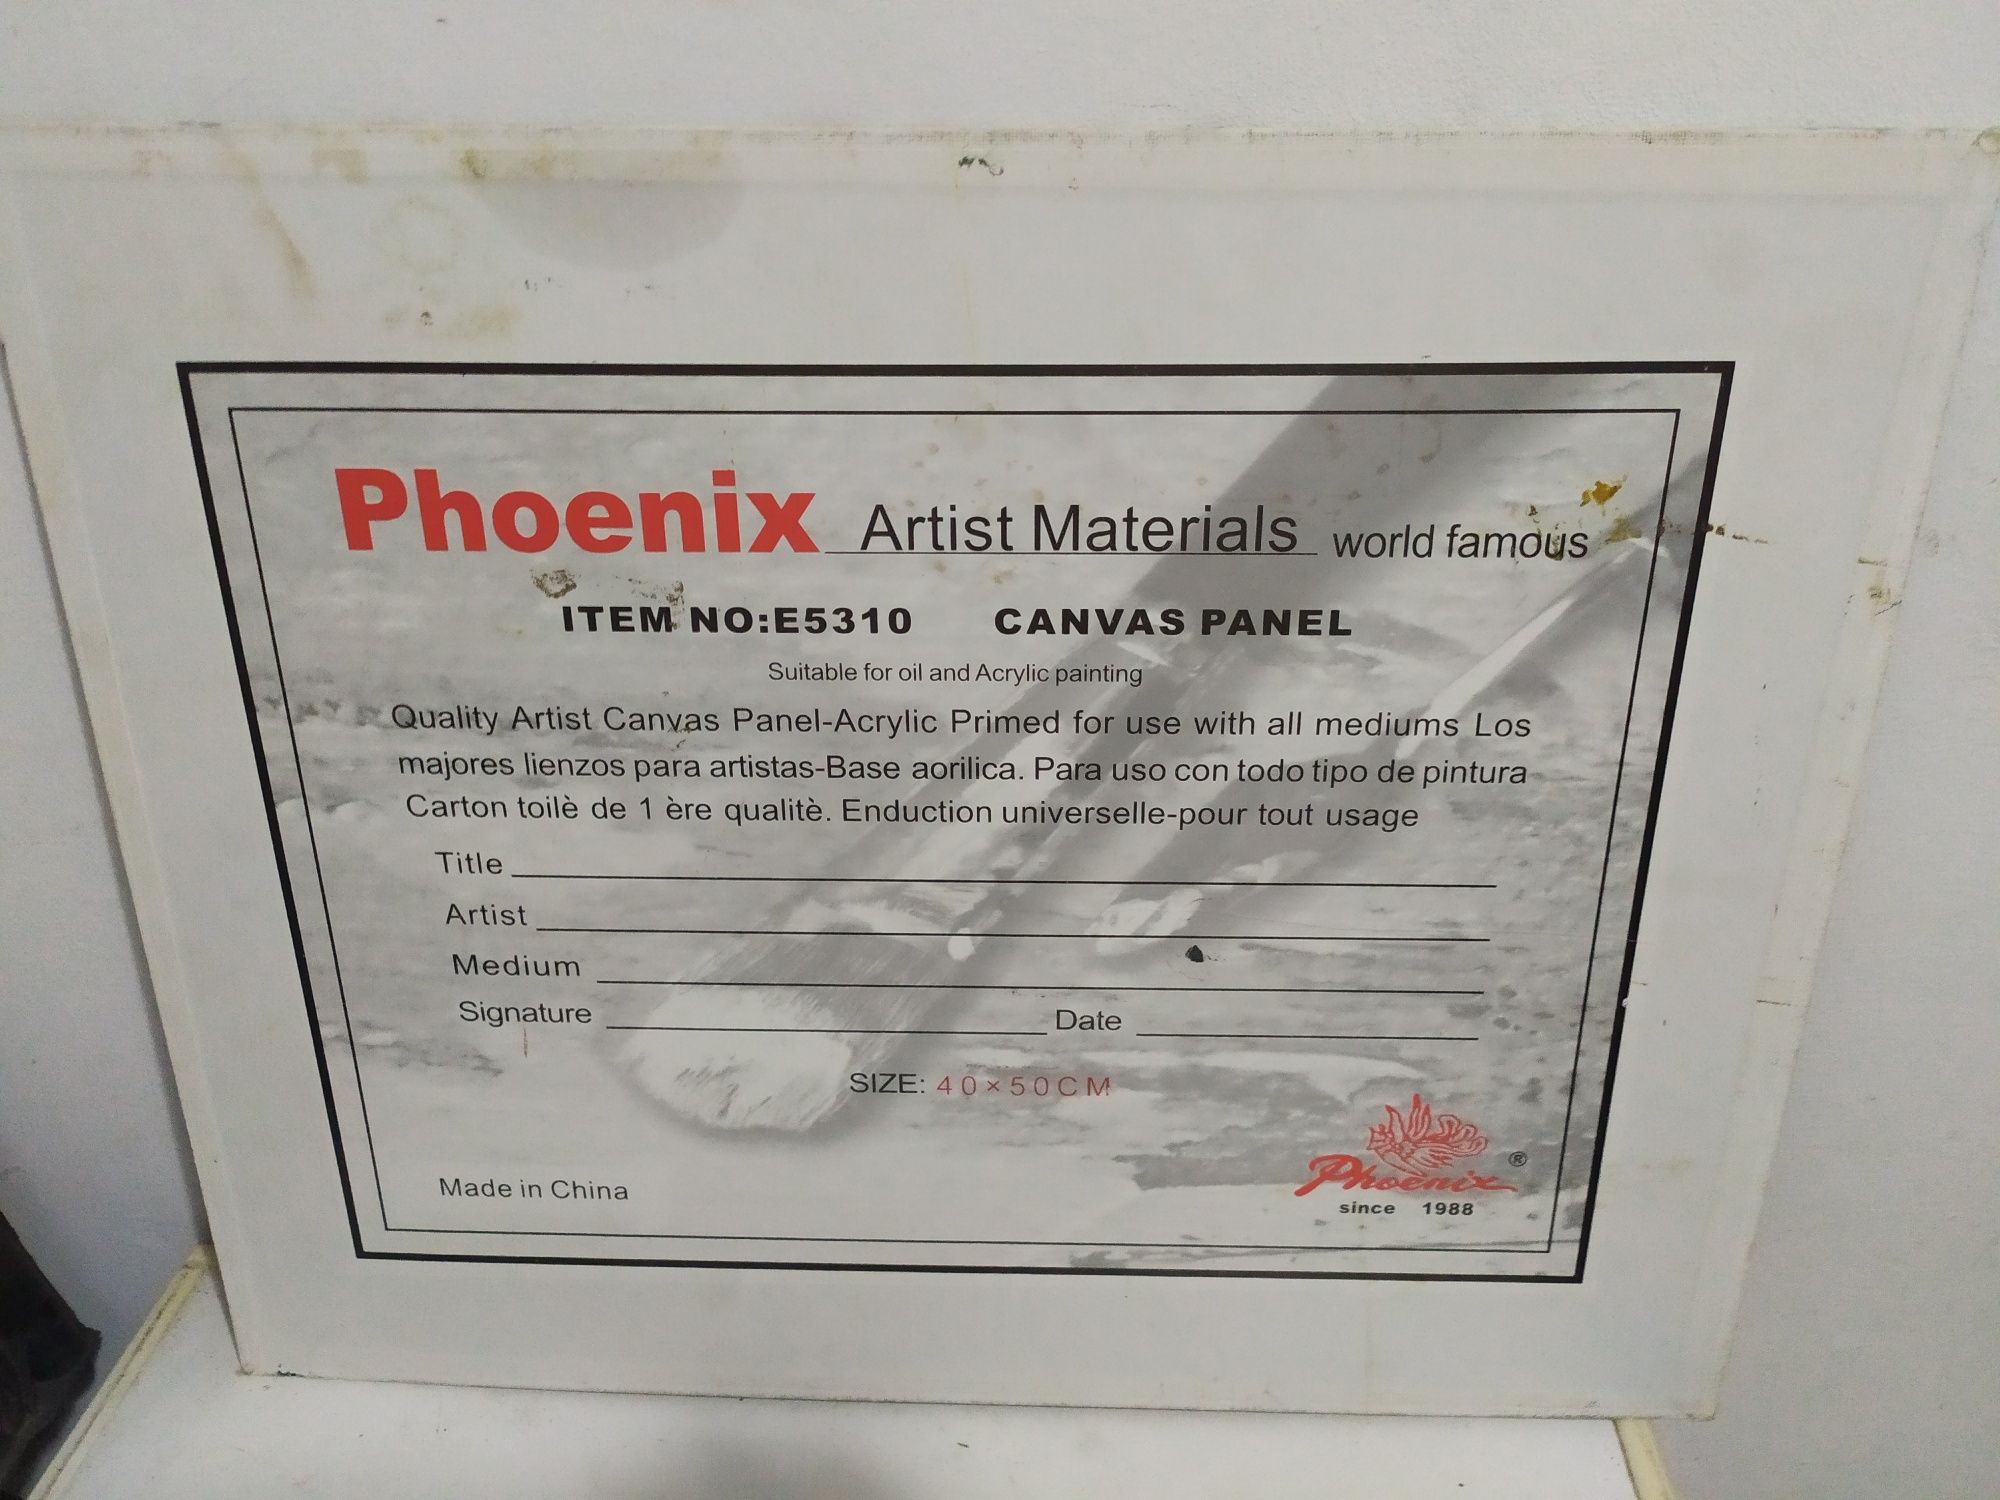 Phoenix Artist Materials world famous
ITEM NO:E5310 CANVAS PANEL
Suitable for oil and Acrylic painting
Quality Artist Canvas Panel-Acrylic Primed for use with all mediums Los
majores lienzos para artistas-Base aorilica. Para uso con todo tipo de pintura
Carton toilè de 1 ère qualitè. Enduction universelle-pour tout usage
Title
Artist
Medium
Signature Date
SIZE: 40×50CM
Made in China
Phoenix ®
since 1988